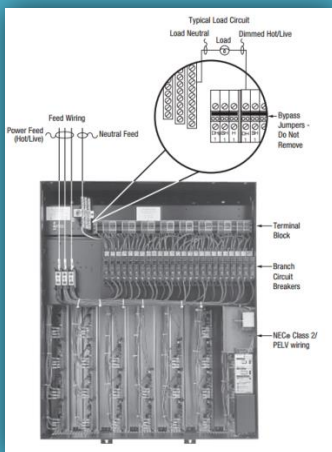 Typical Load Circuit
Load Neutral
Load
Dimmed Hot/Live
Feed Wiring
Power Feed
(Hot/Live)
Neutral Feed
Bypass
Jumpers -
Do Not
Remove
Terminal
Block
Branch
Circuit
Breakers
NEC® Class 2/
PELV wiring